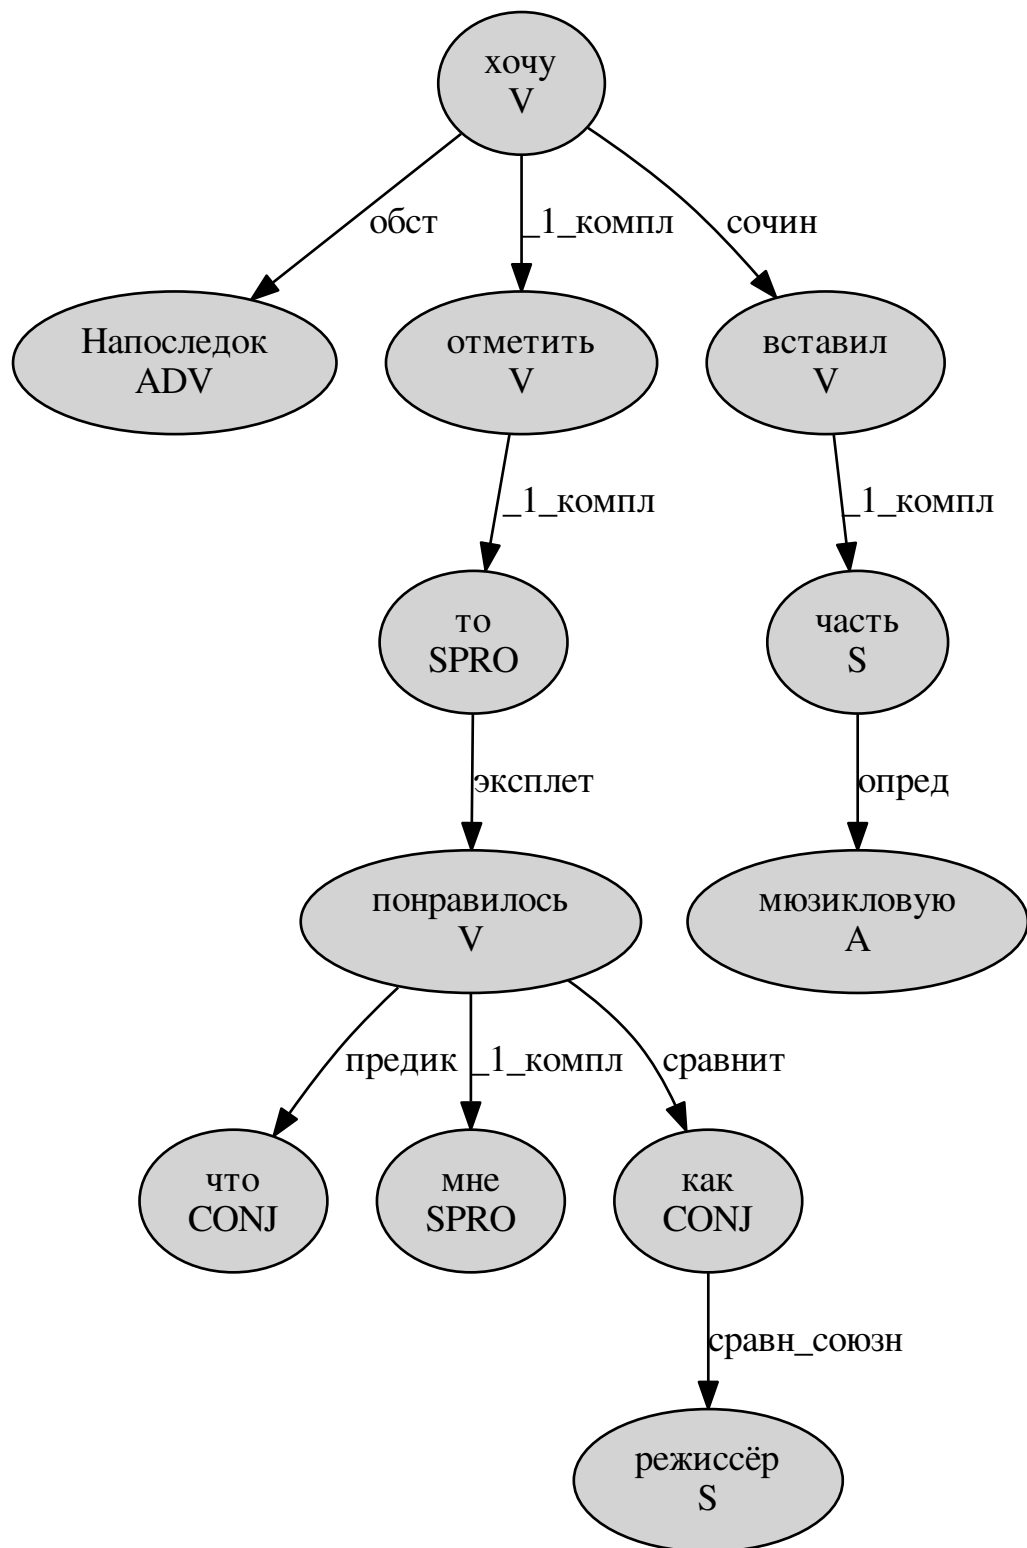 хочу
V
обст
_1_компл
сочин
Напоследок
ADV
отметить
V
вставил
V
_1_компл
_1_компл
то
SPRO
часть
S
эксплет
опред
понравилось
V
мюзикловую
A
предик
_1_компл
сравнит
что
CONJ
мне
SPRO
как
CONJ
сравн_союзн
режиссёр
S